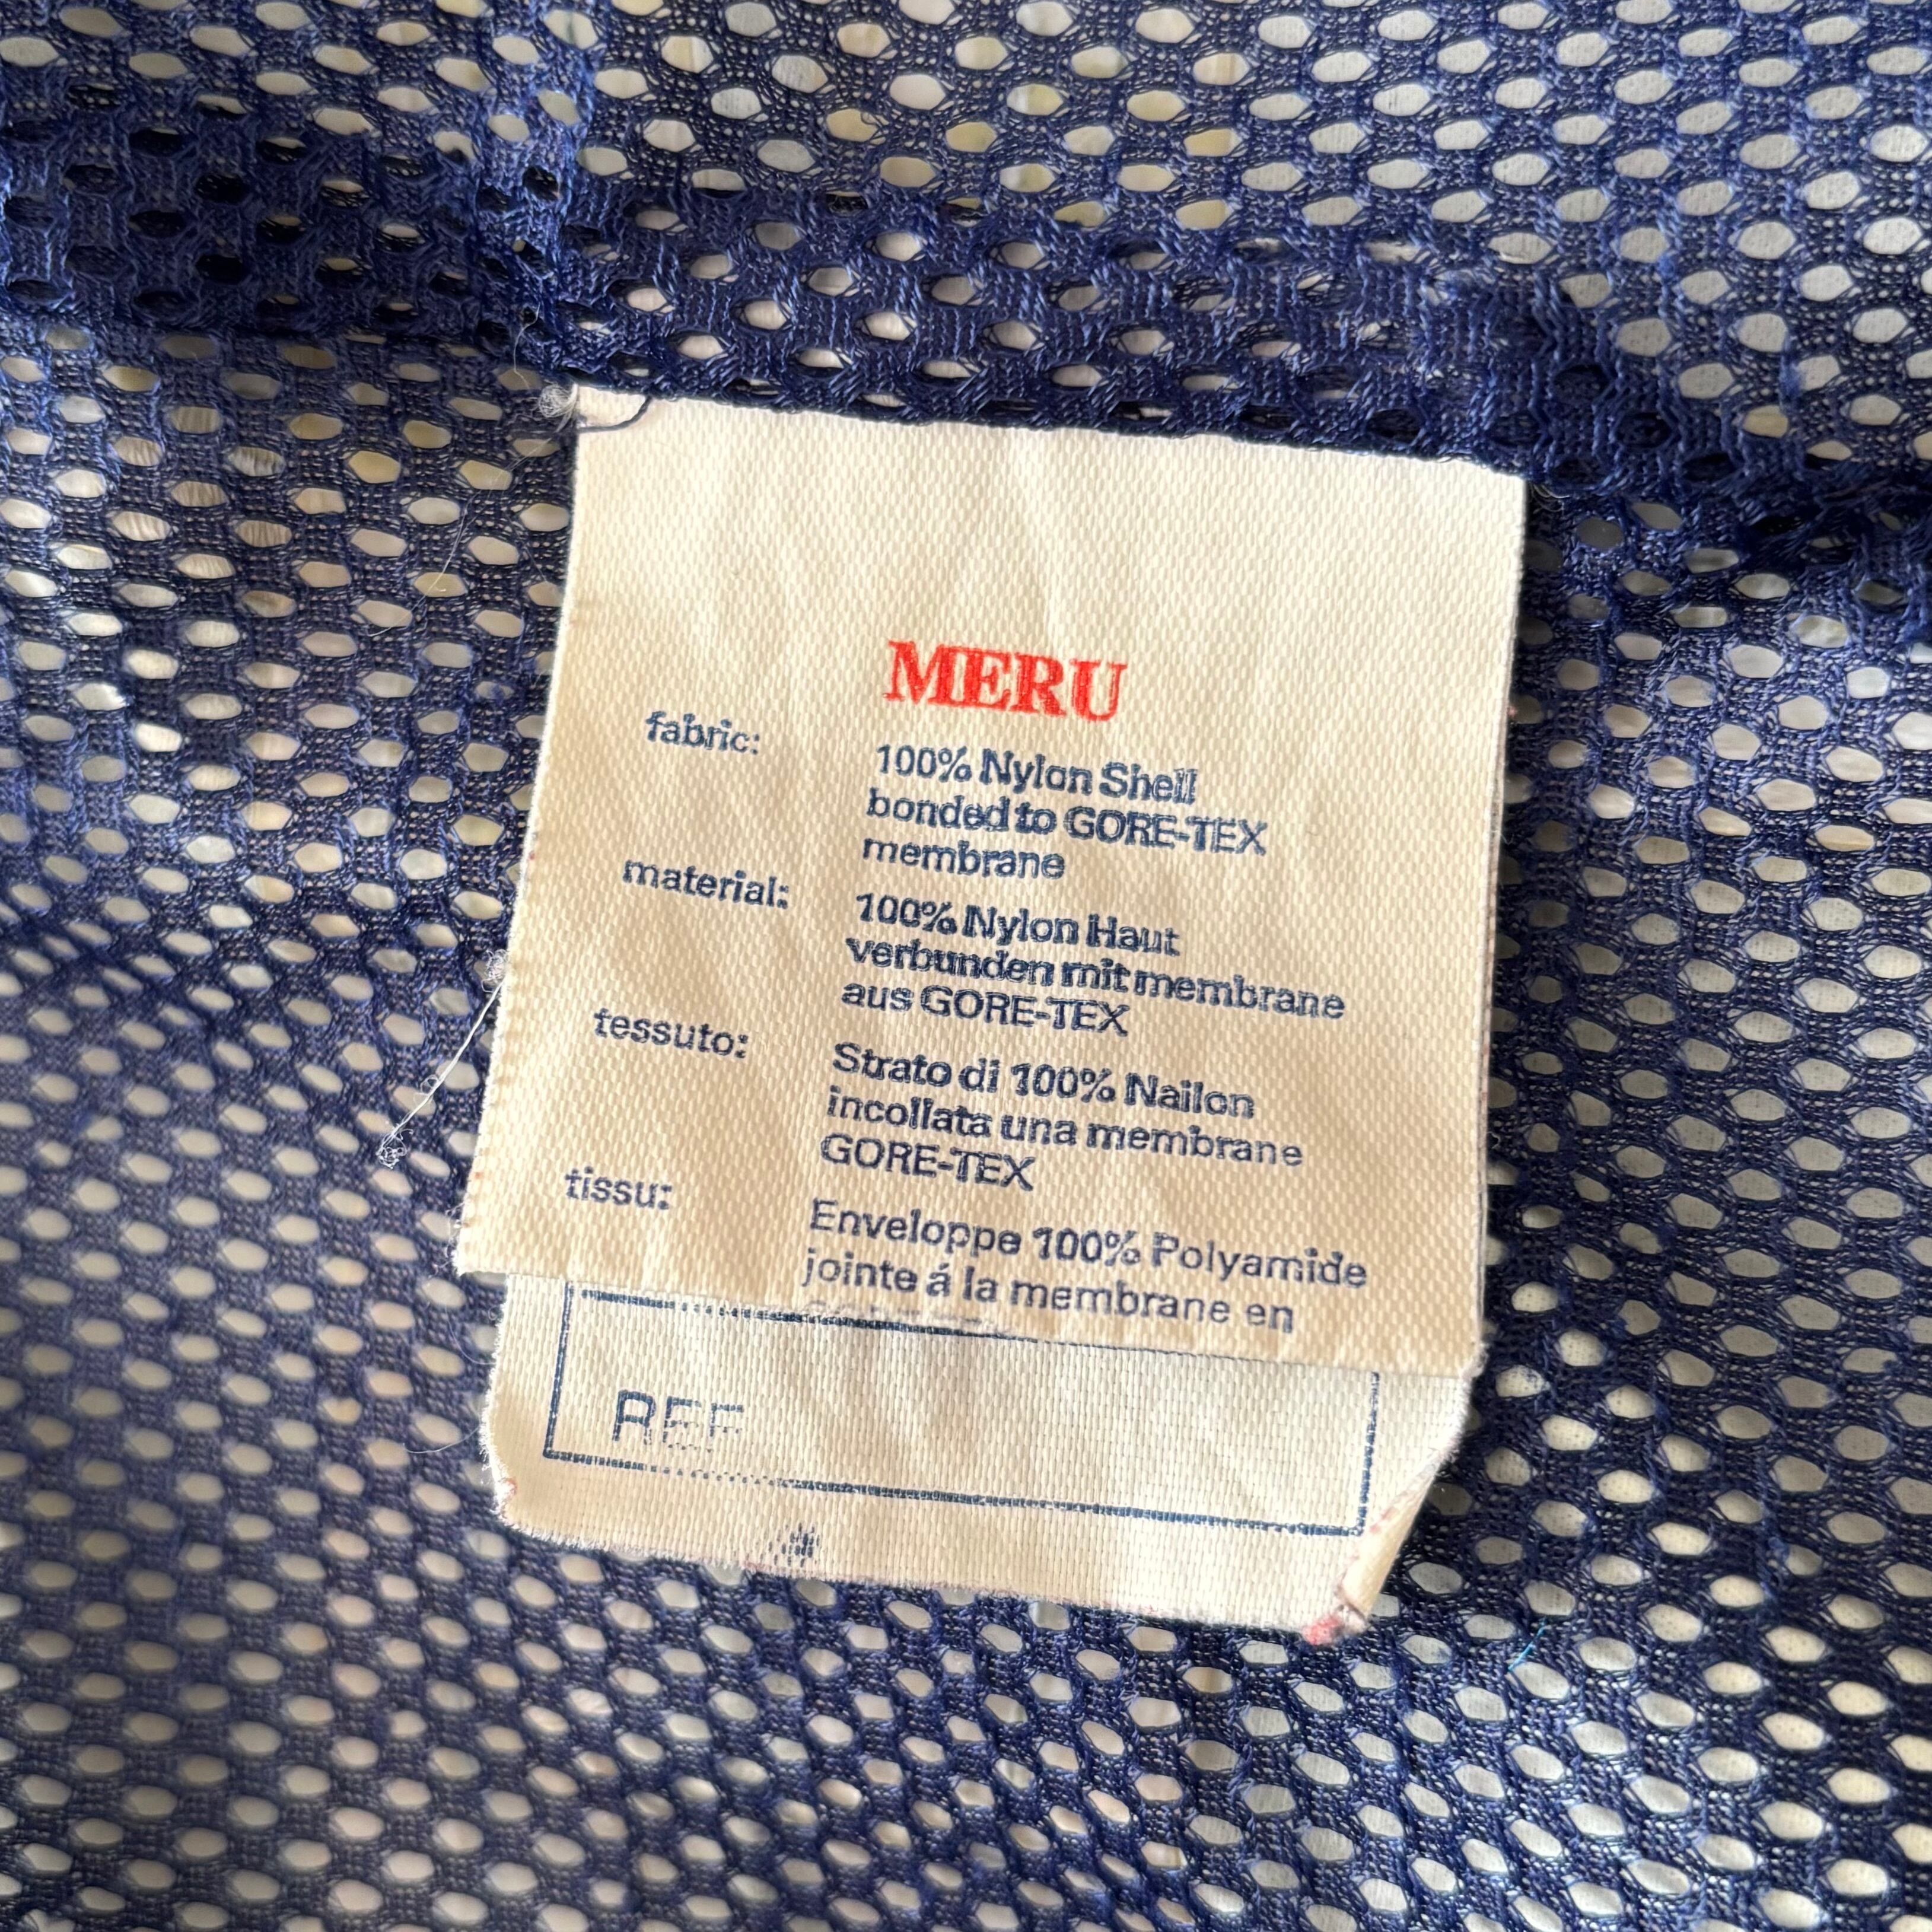 MERU
fabric: 100% Nylon Shell
bonded to GORE-TEX
membrane
material: 100% Nylon Haut
verbunden mit membrane
aus GORE-TEX
tessuto: Strato di 100% Nailon
incollata una membrane
GORE-TEX
tissu: Enveloppe 100% Polyamide
jointe á la membrane en
REF